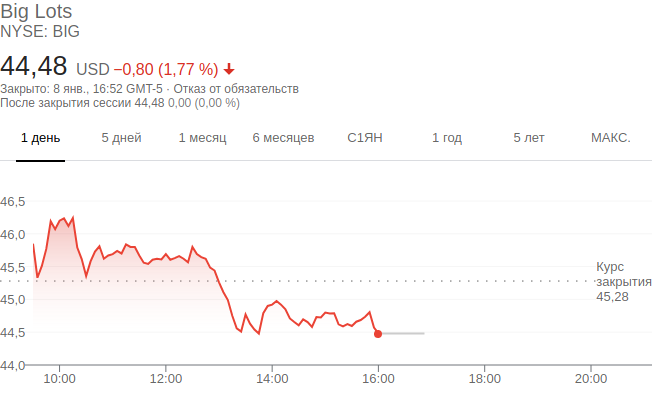 Big Lots
NYSE: BIG
44,48 USD −0,80 (1,77 %)
Закрыто: 8 янв., 16:52 GMT-5 · Отказ от обязательств
После закрытия сессии 44,48 0,00 (0,00 %)
1 день 5 дней 1 месяц 6 месяцев С1ЯН 1 год 5 лет МАКС.
46,5
46,0
45,5
Курс
закрытия
45,28
45,0
44,5
44,0
10:00 12:00 14:00 16:00 18:00 20:00